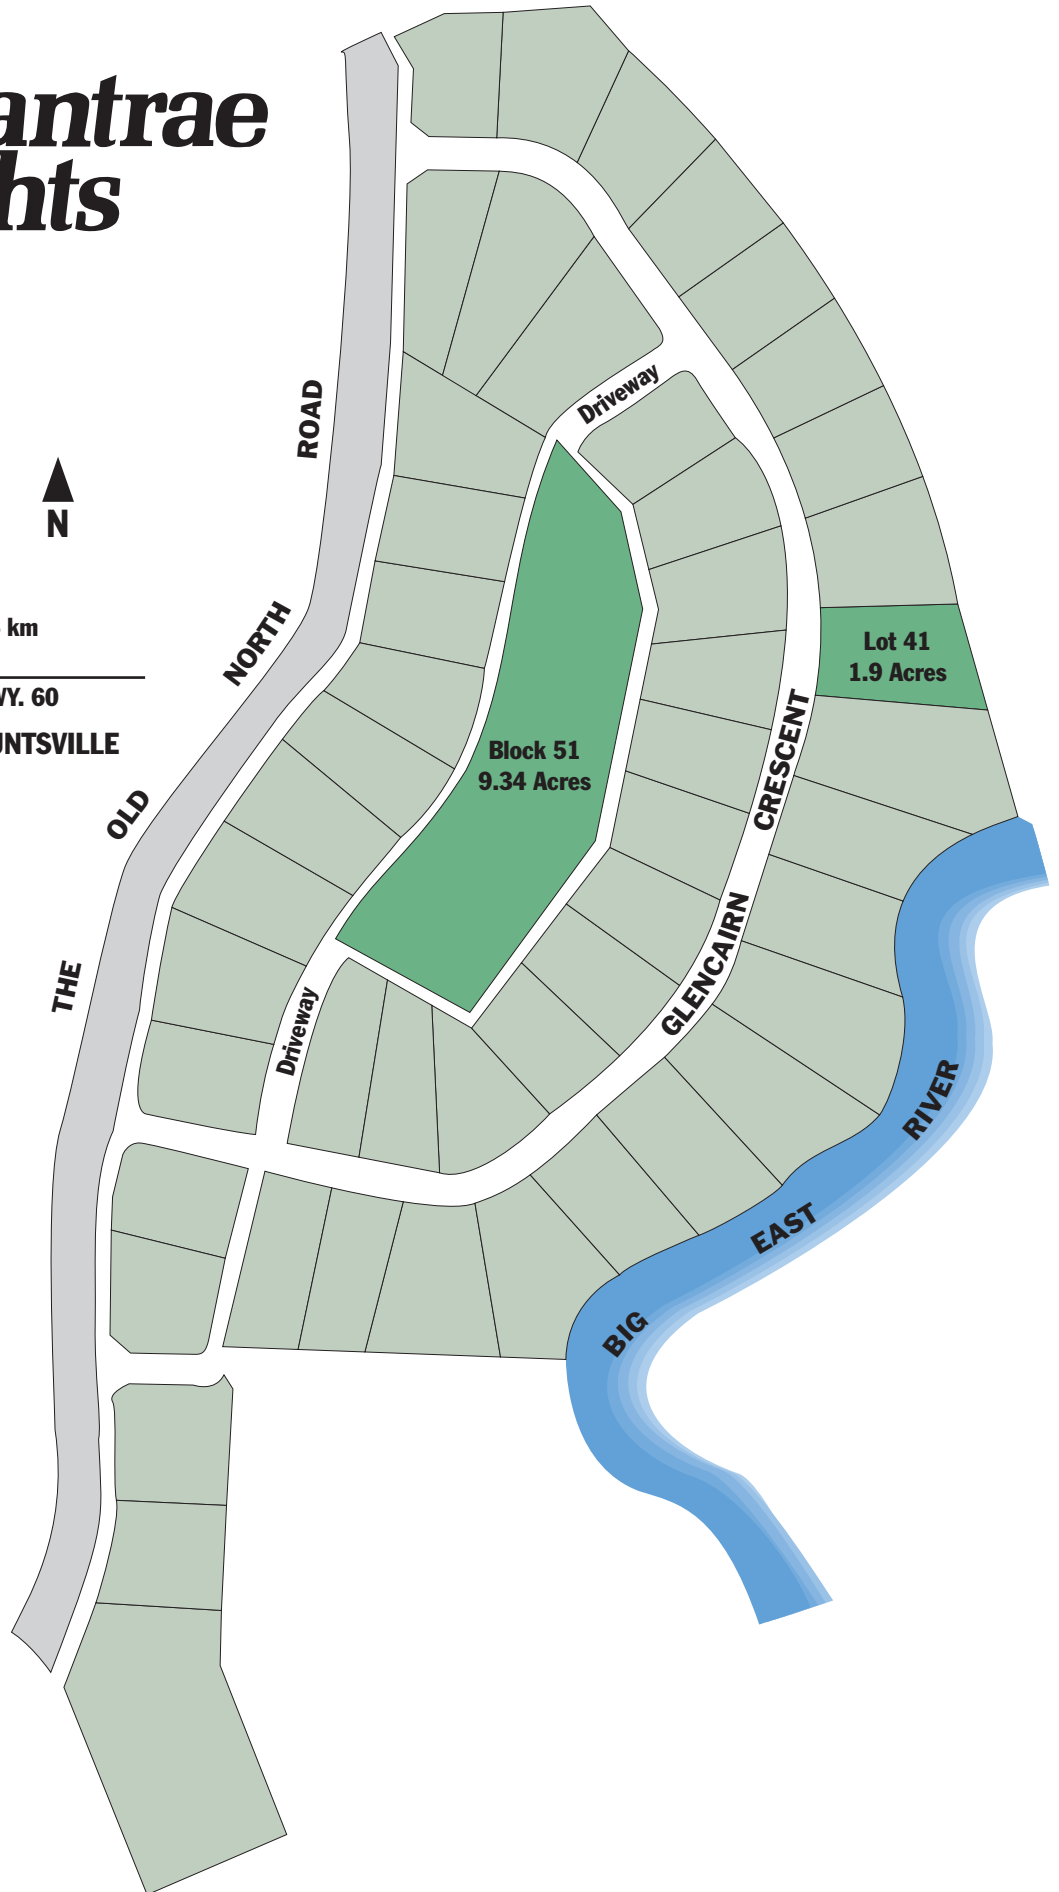 antrae
hts
N
km
WY. 60
UNTSVILLE
THE OLD NORTH ROAD
Driveway
Block 51
9.34 Acres
Lot 41
1.9 Acres
GLENCAIRN CRESCENT
Driveway
BIG EAST RIVER